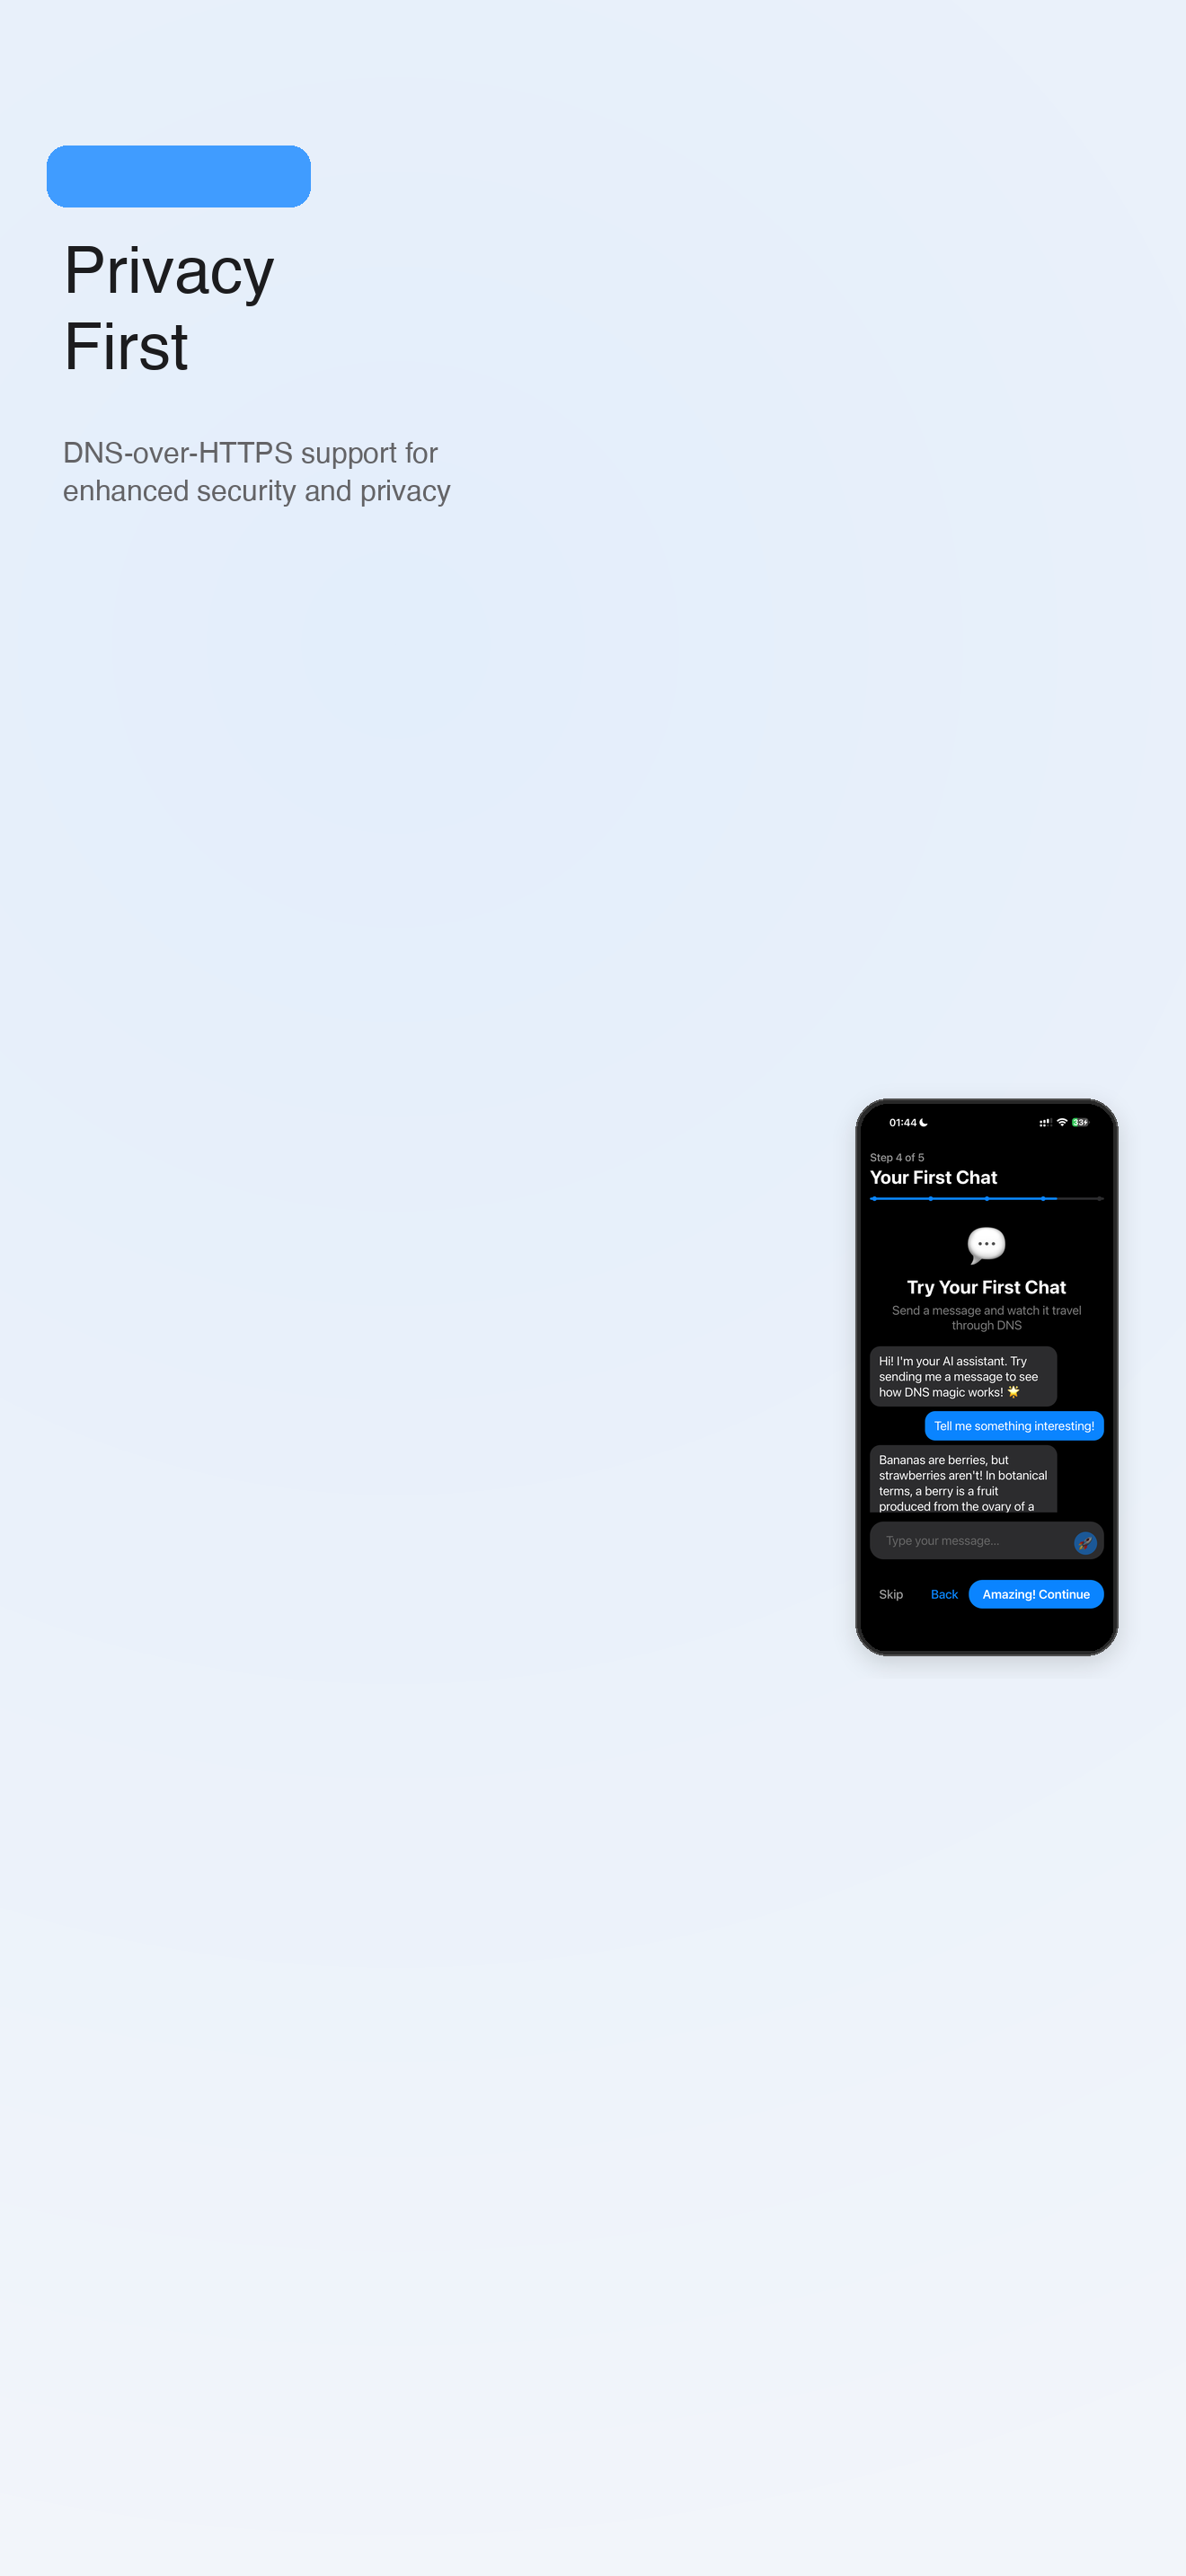 Privacy
First
DNS-over-HTTPS support for
enhanced security and privacy
01:44
Step 4 of 5
Your First Chat
Try Your First Chat
Send a message and watch it travel
through DNS
Hi! I'm your AI assistant. Try
sending me a message to see
how DNS magic works! 🌟
Tell me something interesting!
Bananas are berries, but
strawberries aren't! In botanical
terms, a berry is a fruit
produced from the ovary of a
Type your message...
Skip
Back
Amazing! Continue